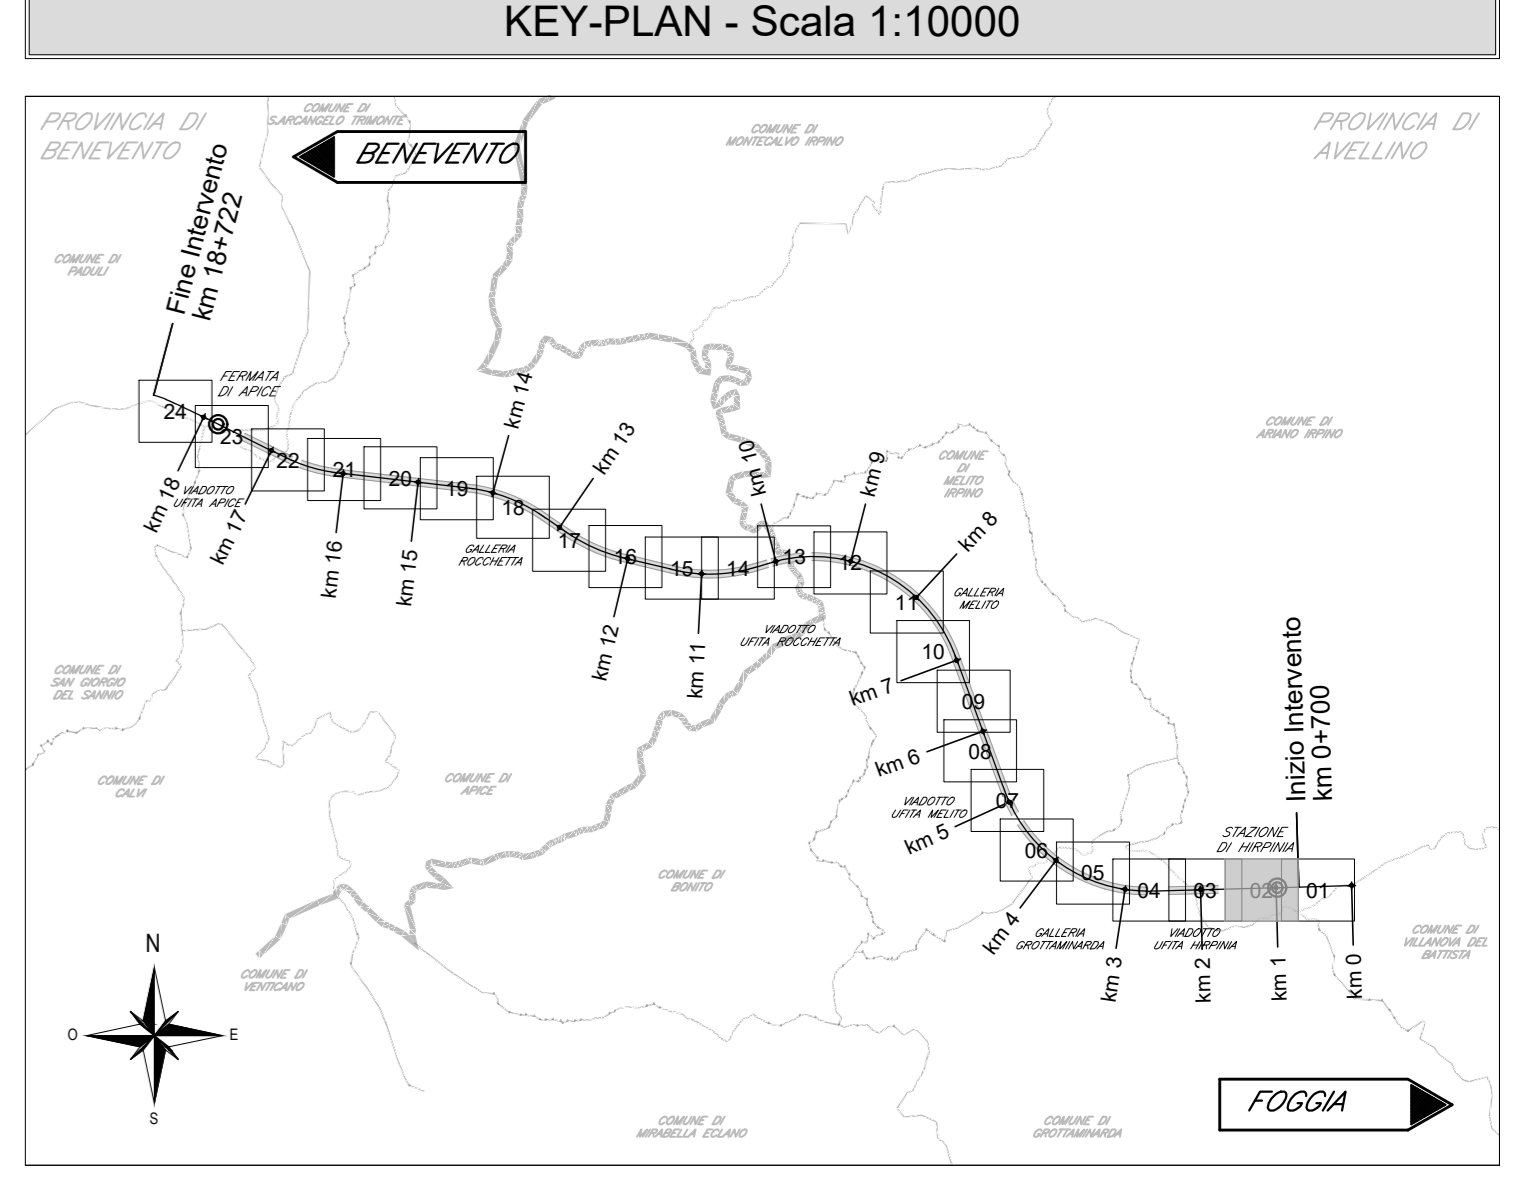 KEY-PLAN - Scala 1:10000
PROVINCIA DI
BENEVENTO
COMUNE DI
S.ARCANGELO TRIMONTE
BENEVENTO
COMUNE DI
MONTECALVO IRPINO
PROVINCIA DI
AVELLINO
Fine Intervento
km 18+722
COMUNE DI
PADULI
FERMATA
DI APICE
24
23
22
21
20
19
18
17
16
15
14
13
12
11
10
09
08
07
06
05
04
03
02
01
km 18
km 17
km 16
km 15
km 14
km 13
km 12
km 11
km 10
km 9
km 8
km 7
km 6
km 5
km 4
km 3
km 2
km 1
km 0
VIADOTTO
UFITA APICE
GALLERIA
ROCCHETTA
VIADOTTO
UFITA ROCCHETTA
GALLERIA
MELITO
VIADOTTO
UFITA MELITO
GALLERIA
GROTTAMINARDA
VIADOTTO
UFITA HIRPINIA
STAZIONE
DI HIRPINIA
Inizio Intervento
km 0+700
COMUNE DI
ARIANO IRPINO
COMUNE
DI
MELITO
IRPINO
COMUNE DI
SAN GIORGIO
DEL SANNIO
COMUNE DI
CALVI
COMUNE DI
APICE
COMUNE DI
BONITO
COMUNE DI
VENTICANO
COMUNE DI
VILLANOVA DEL
BATTISTA
COMUNE DI
MIRABELLA ECLANO
COMUNE DI
GROTTAMINARDA
N
O
E
S
FOGGIA